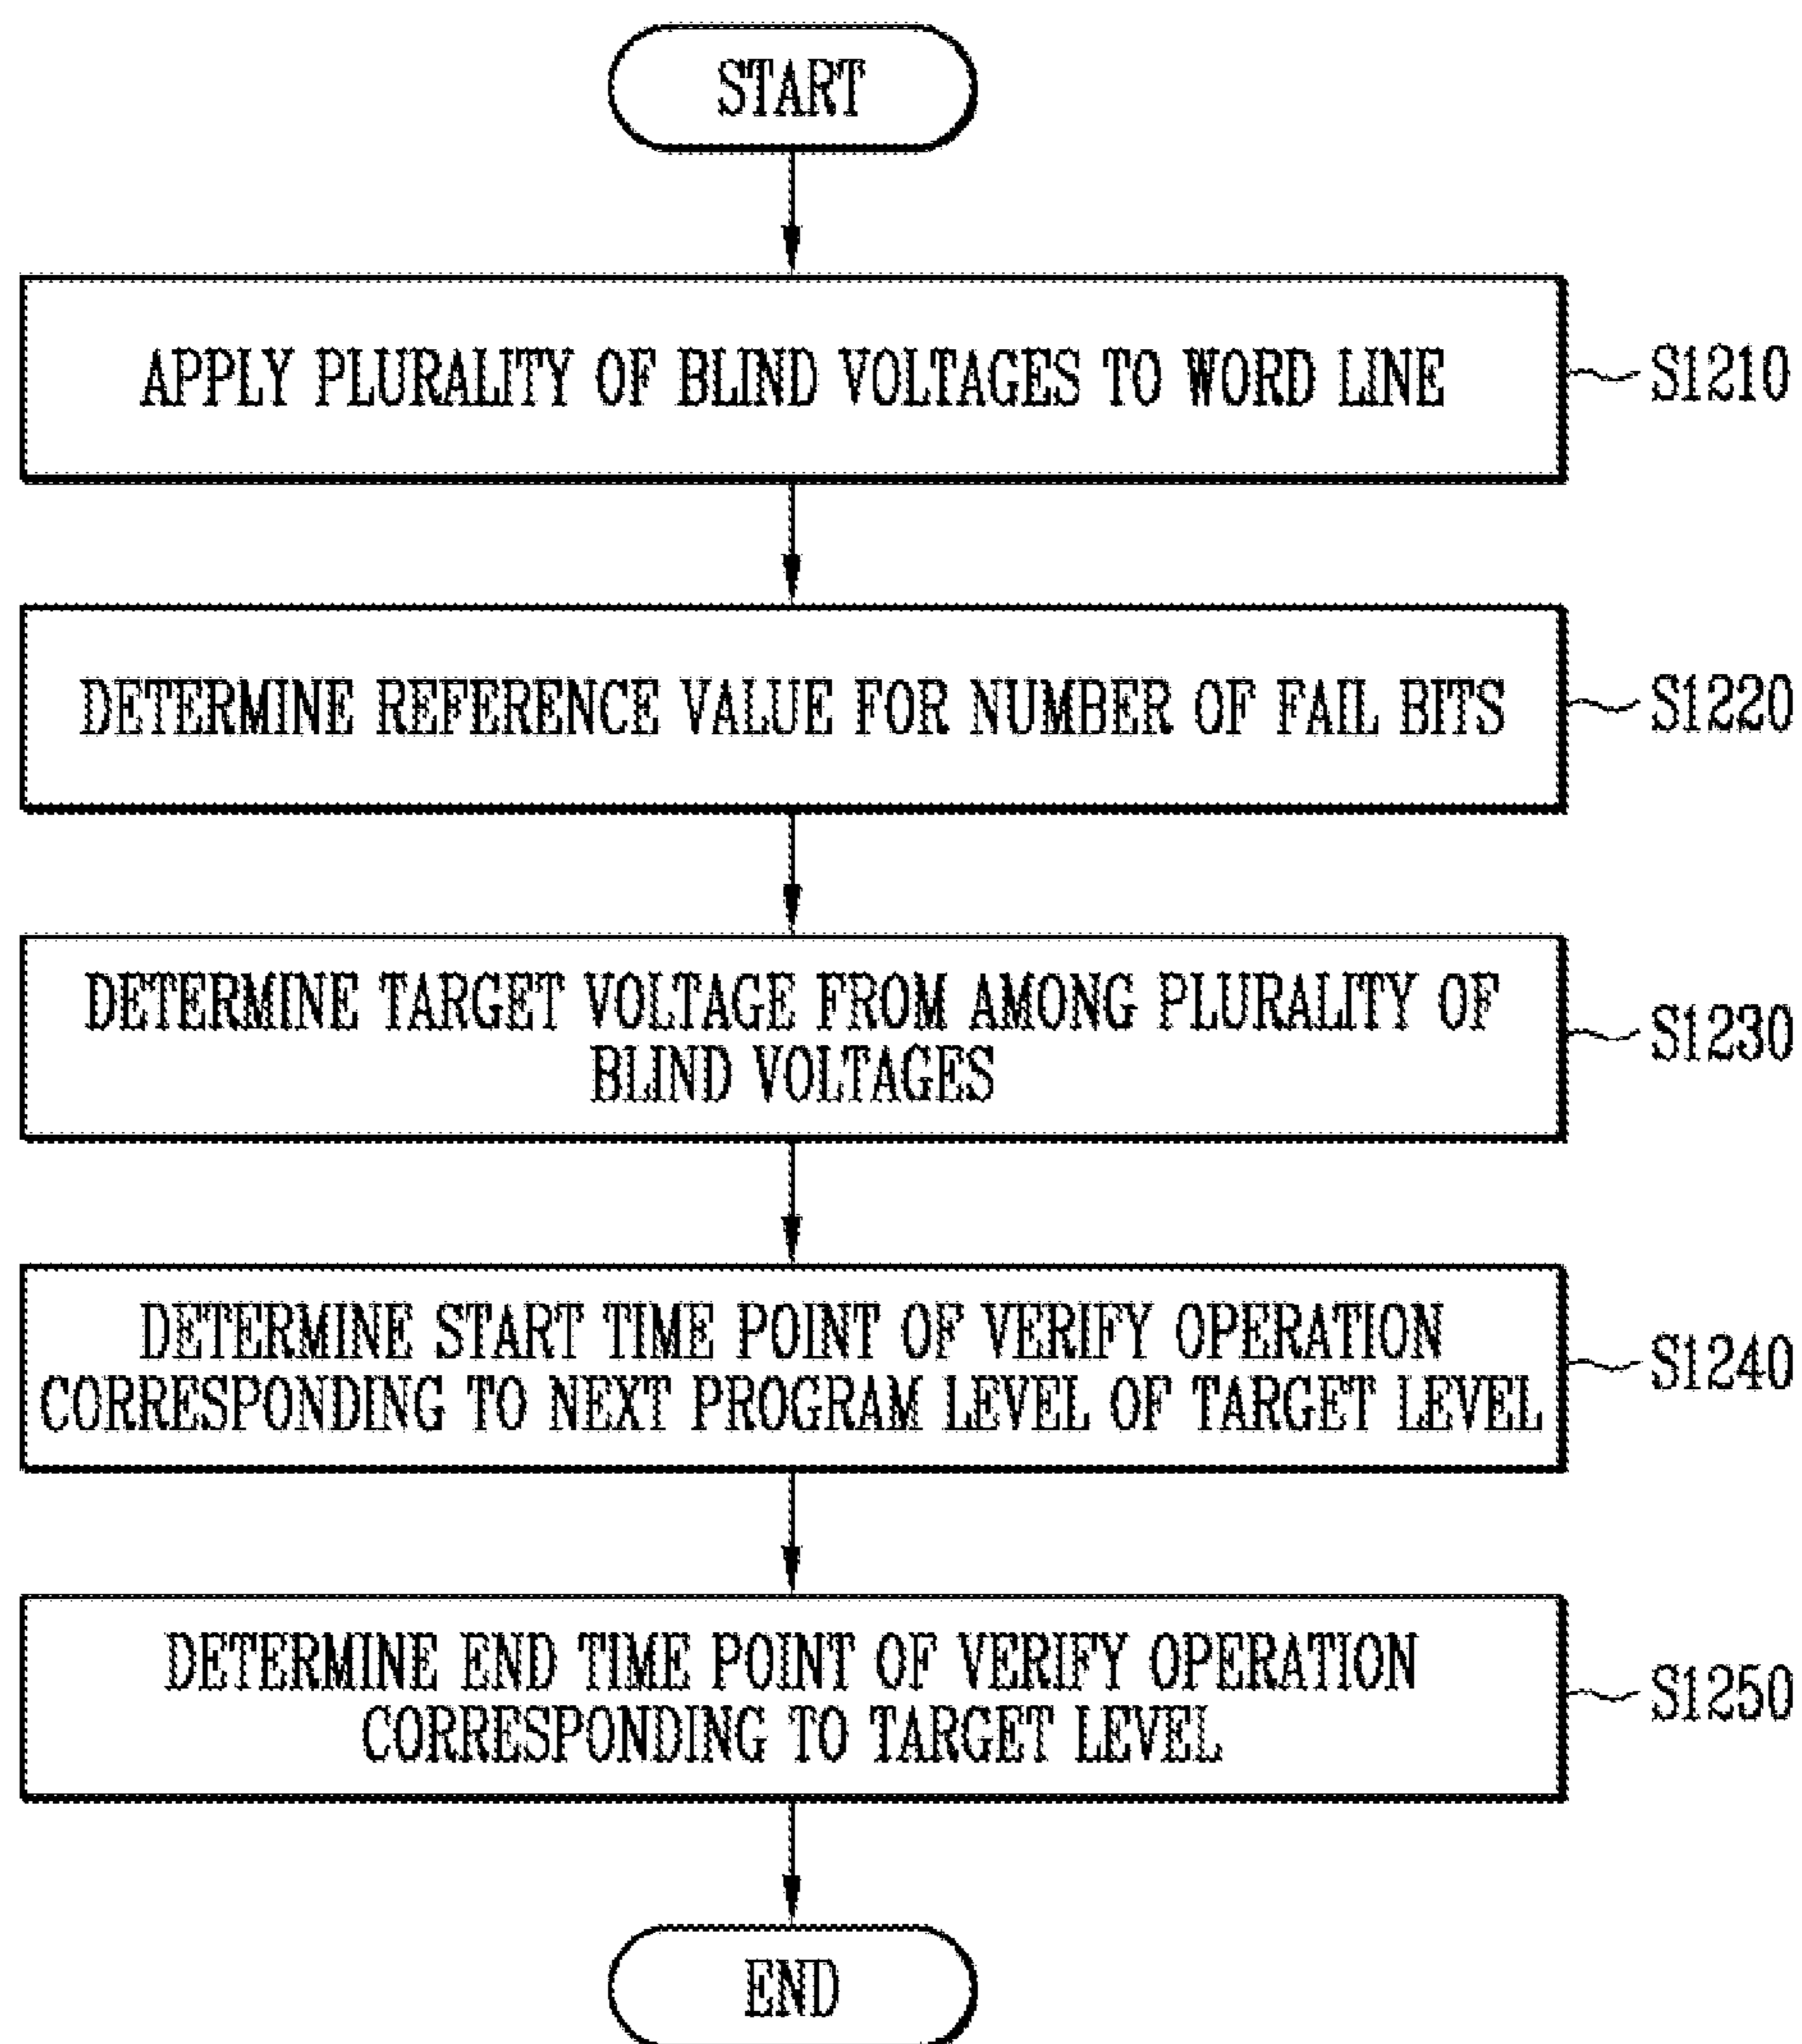 START
APPLY PLURALITY OF BLIND VOLTAGES TO WORD LINE
S1210
DETERMINE REFERENCE VALUE FOR NUMBER OF FAIL BITS
S1220
DETERMINE TARGET VOLTAGE FROM AMONG PLURALITY OF
BLIND VOLTAGES
S1230
DETERMINE START TIME POINT OF VERIFY OPERATION
CORRESPONDING TO NEXT PROGRAM LEVEL OF TARGET LEVEL
S1240
DETERMINE END TIME POINT OF VERIFY OPERATION
CORRESPONDING TO TARGET LEVEL
S1250
END